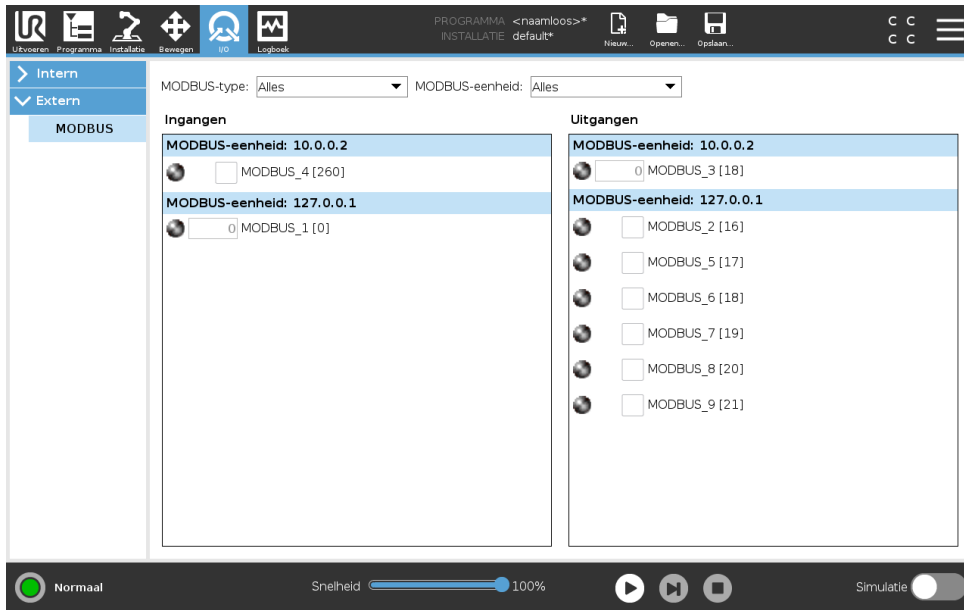 UR
PROGRAMMA <naamloos>*
INSTALLATIE default*
Uitvoeren Programma Installatie Bewegen I/O Logboek Nieuw... Openen... Opslaan...
C C
C C
Intern
Extern
MODBUS
MODBUS-type: Alles MODBUS-eenheid: Alles
Ingangen
MODBUS-eenheid: 10.0.0.2
MODBUS_4 [260]
MODBUS-eenheid: 127.0.0.1
0 MODBUS_1 [0]
Uitgangen
MODBUS-eenheid: 10.0.0.2
0 MODBUS_3 [18]
MODBUS-eenheid: 127.0.0.1
MODBUS_2 [16]
MODBUS_5 [17]
MODBUS_6 [18]
MODBUS_7 [19]
MODBUS_8 [20]
MODBUS_9 [21]
Normaal Snelheid 100% Simulatie